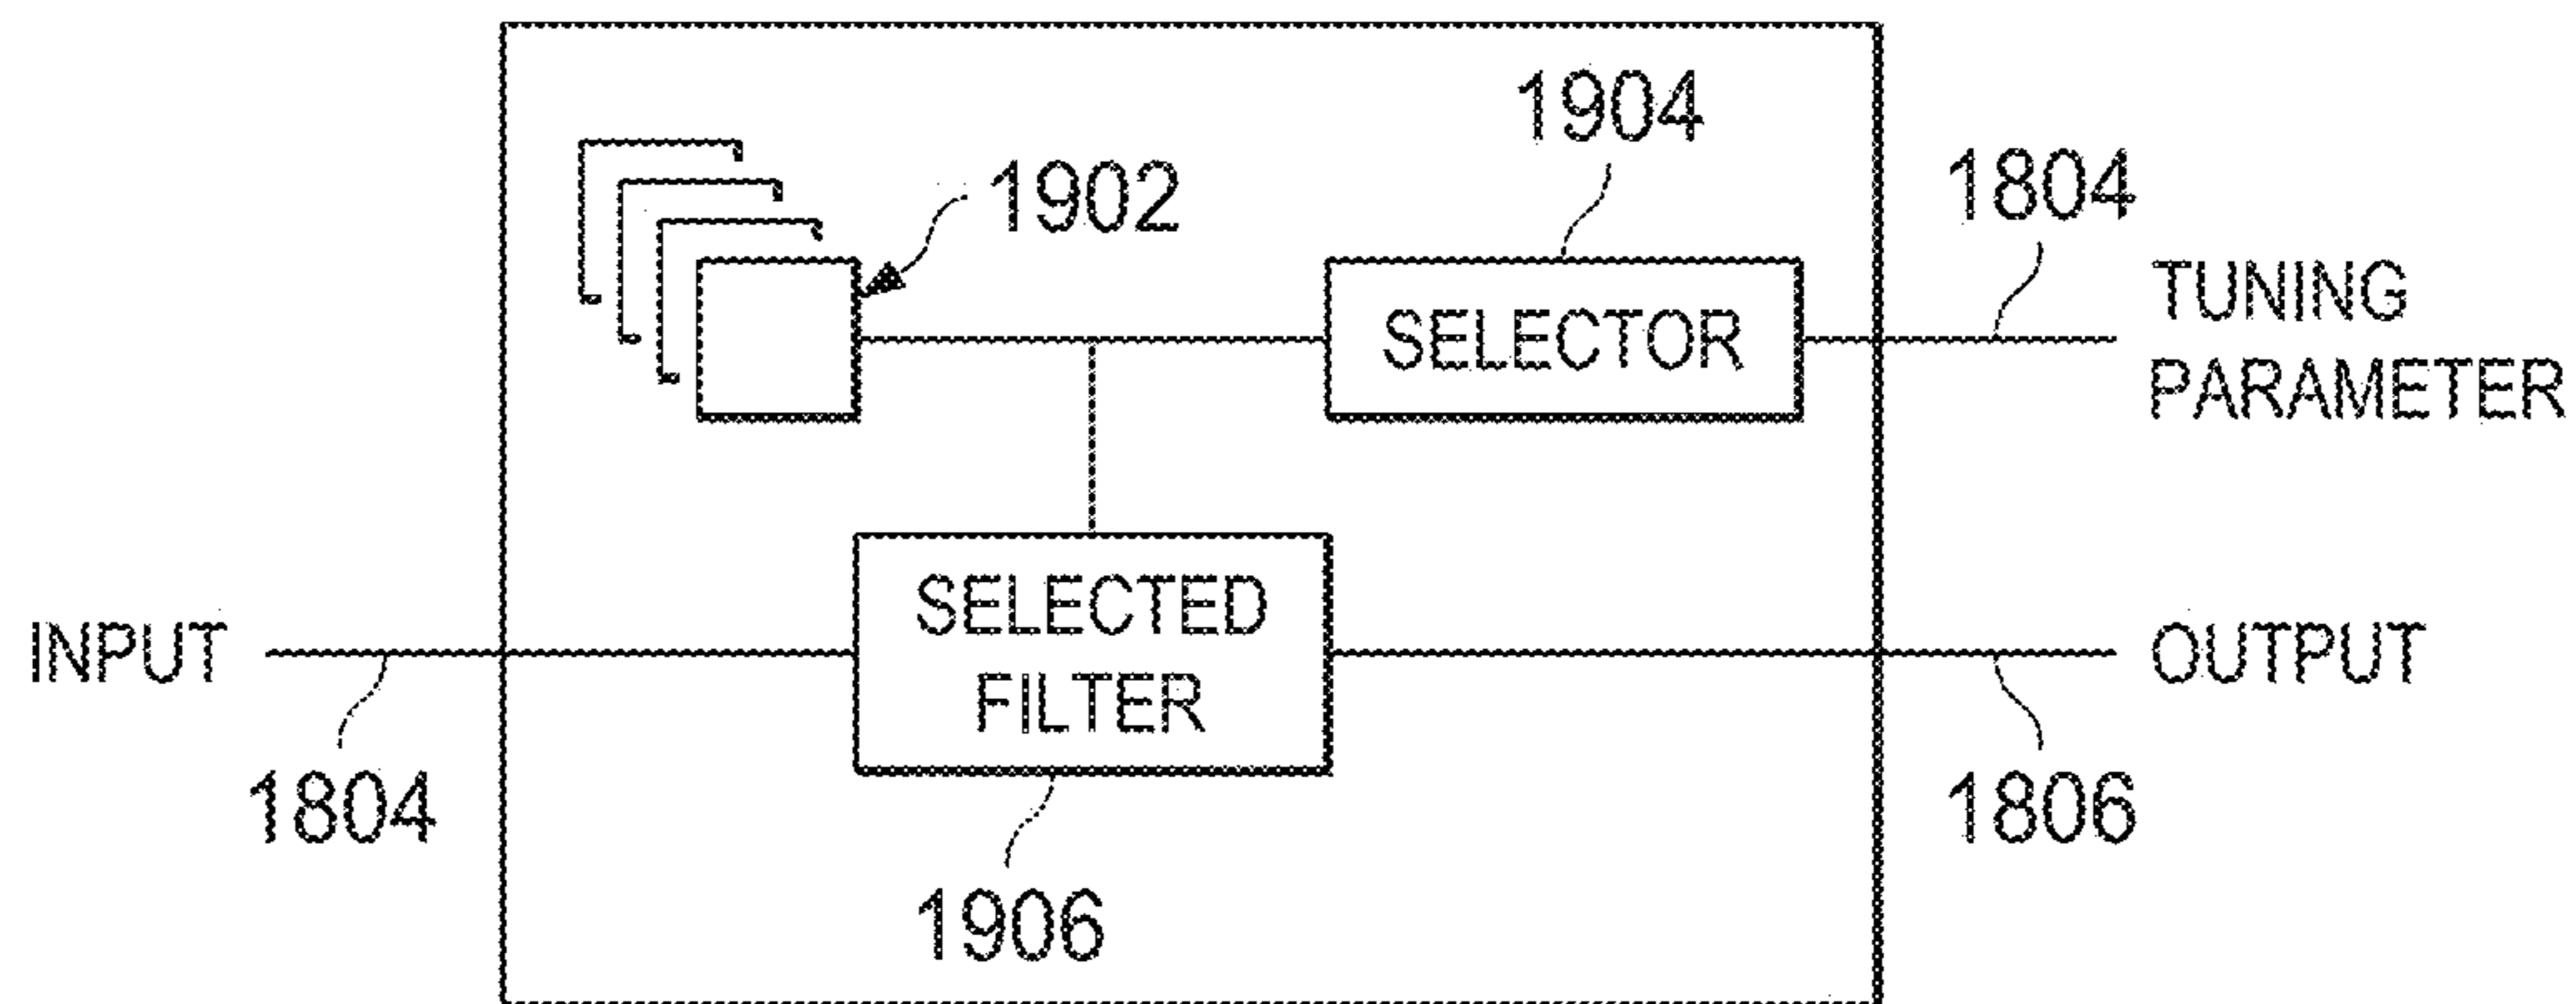 1904
1902
1804
TUNING
PARAMETER
SELECTOR
INPUT
SELECTED
FILTER
OUTPUT
1804
1806
1906